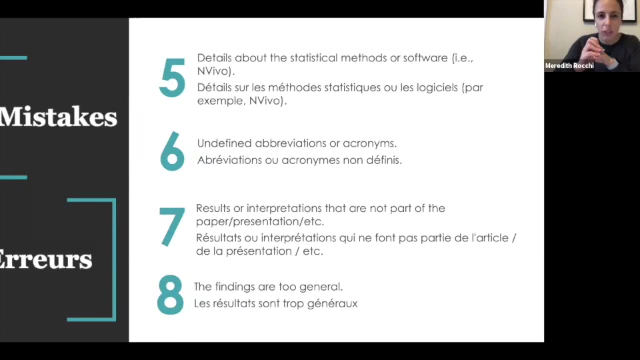 Mistakes
Erreurs
5
Details about the statistical methods or software (i.e.,
NVivo).
Détails sur les méthodes statistiques ou les logiciels (par
exemple, NVivo).
6
Undefined abbreviations or acronyms.
Abréviations ou acronymes non définis.
7
Results or interpretations that are not part of the
paper/presentation/etc.
Résultats ou interprétations qui ne font pas partie de l'article /
de la présentation / etc.
8
The findings are too general.
Les résultats sont trop généraux
Meredith Rocchi